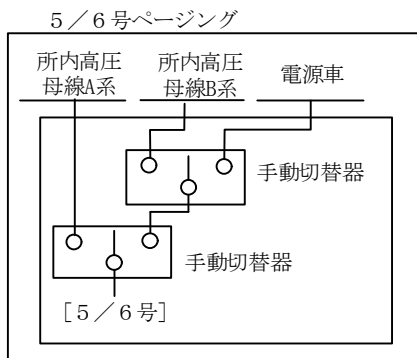 5/6号ページング
所内高圧
母線A系
所内高圧
母線B系
電源車
手動切替器
手動切替器
[5/6号]